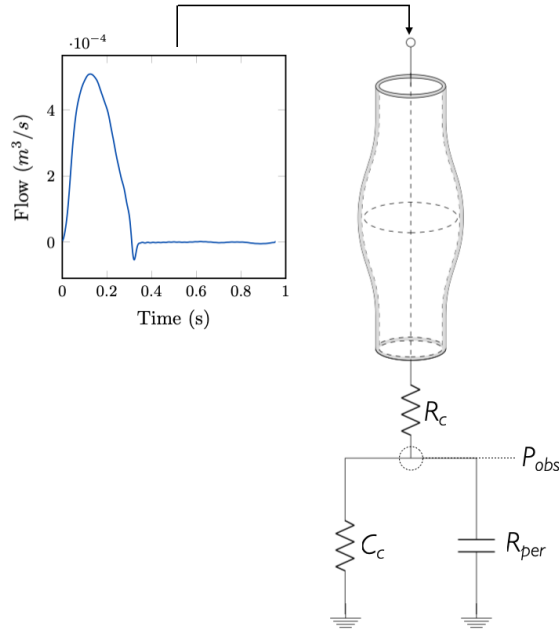 ·10⁻⁴
Flow (m³/s)
4
2
0
0 0.2 0.4 0.6 0.8 1
Time (s)
R_c
P_obs
C_c
R_per